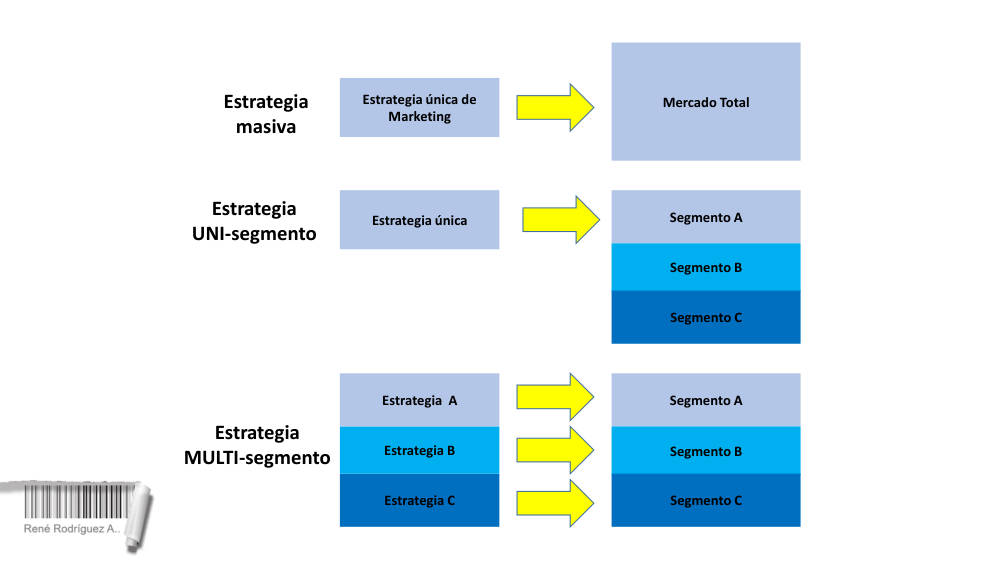 Estrategia
masiva
Estrategia única de
Marketing
Mercado Total
Estrategia
UNI-segmento
Estrategia única
Segmento A
Segmento B
Segmento C
Estrategia
MULTI-segmento
Estrategia A
Estrategia B
Estrategia C
Segmento A
Segmento B
Segmento C
René Rodríguez A..